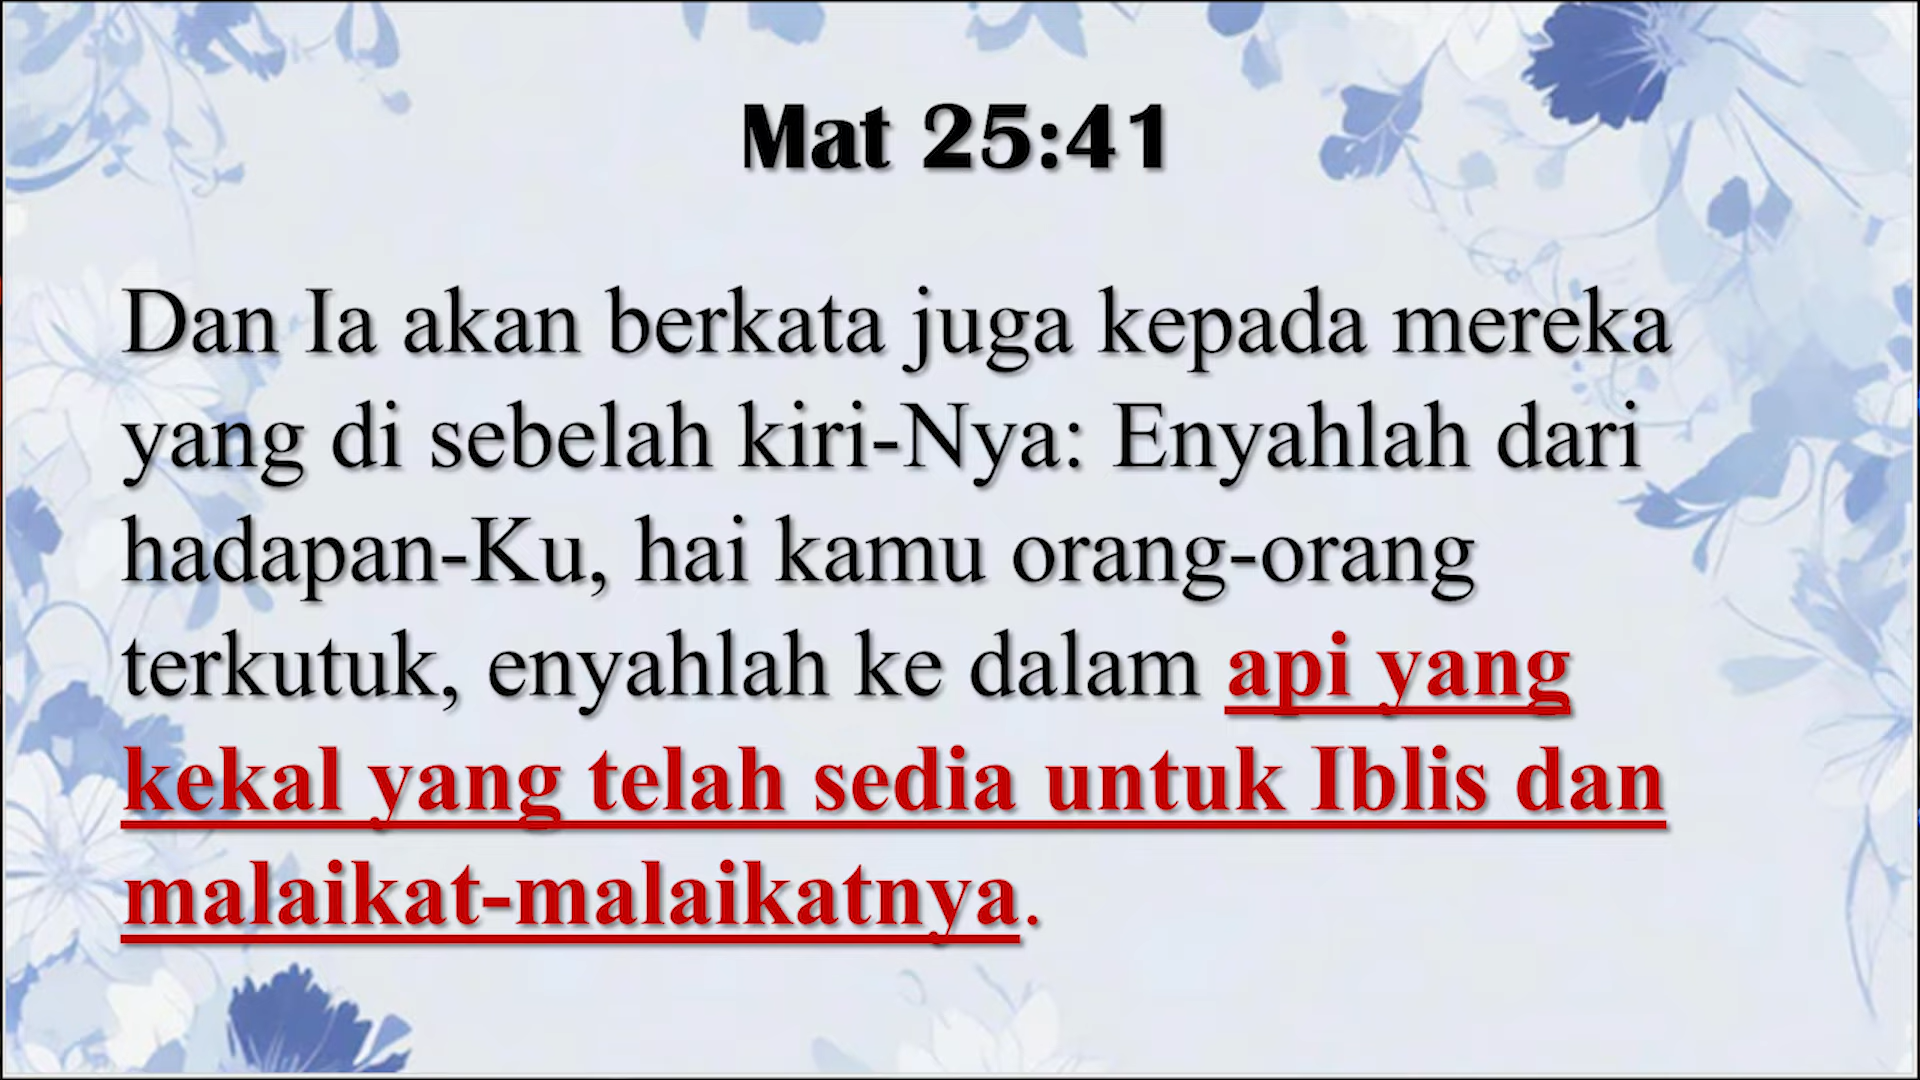 Mat 25:41
Dan Ia akan berkata juga kepada mereka
yang di sebelah kiri-Nya: Enyahlah dari
hadapan-Ku, hai kamu orang-orang
terkutuk, enyahlah ke dalam api yang
kekal yang telah sedia untuk Iblis dan
malaikat-malaikatnya.